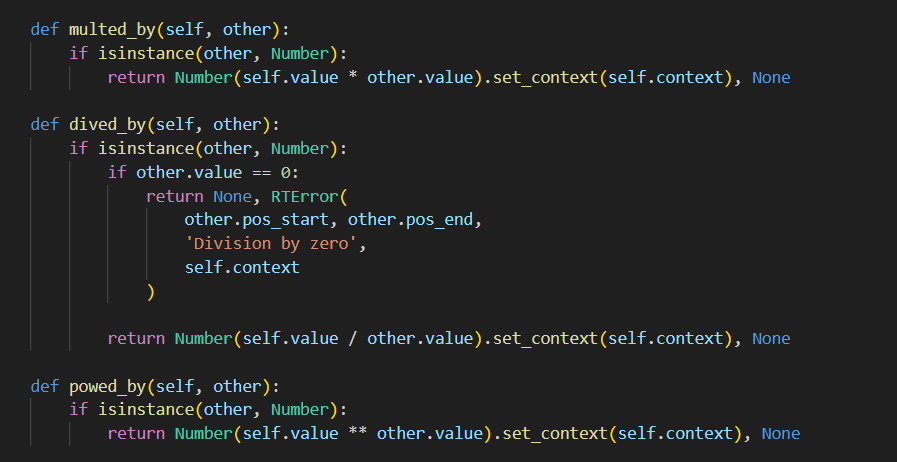 def multed_by(self, other):
    if isinstance(other, Number):
        return Number(self.value * other.value).set_context(self.context), None

def dived_by(self, other):
    if isinstance(other, Number):
        if other.value == 0:
            return None, RTError(
                other.pos_start, other.pos_end,
                'Division by zero',
                self.context
            )

        return Number(self.value / other.value).set_context(self.context), None

def powed_by(self, other):
    if isinstance(other, Number):
        return Number(self.value ** other.value).set_context(self.context), None